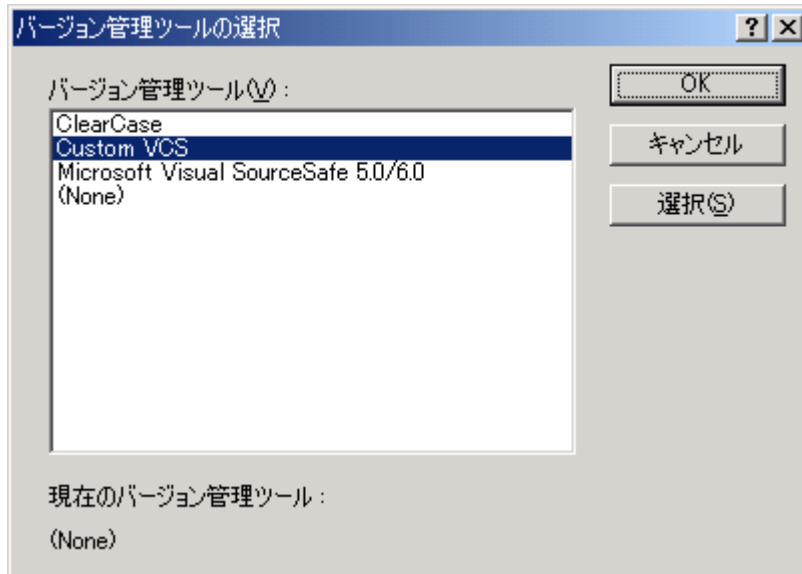 バージョン管理ツールの選択
バージョン管理ツール(V) :
ClearCase
Custom VCS
Microsoft Visual SourceSafe 5.0/6.0
(None)
OK
キャンセル
選択(S)
現在のバージョン管理ツール :
(None)